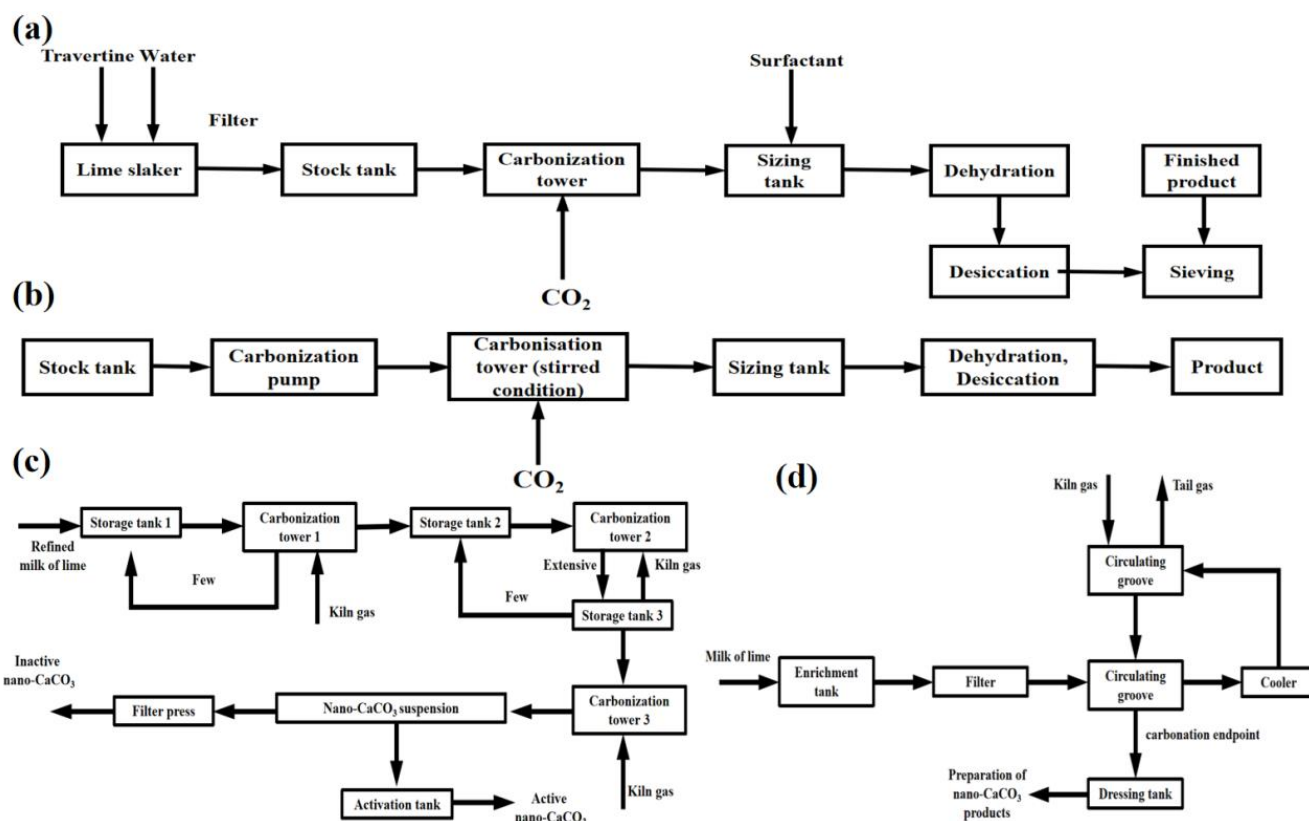 (a)
Travertine Water
Surfactant
Filter
Lime slaker
Stock tank
Carbonization
tower
Sizing
tank
Dehydration
Finished
product
Desiccation
Sieving
CO₂
(b)
Stock tank
Carbonization
pump
Carbonisation
tower (stirred
condition)
Sizing tank
Dehydration,
Desiccation
Product
CO₂
(c)
Storage tank 1
Carbonization
tower 1
Storage tank 2
Carbonization
tower 2
Refined
milk of lime
Few
Kiln gas
Extensive
Kiln gas
Few
Storage tank 3
Inactive
nano-CaCO₃
Filter press
Nano-CaCO₃ suspension
Carbonization
tower 3
Activation tank
Active
nano-CaCO₃
Kiln gas
(d)
Kiln gas
Tail gas
Circulating
groove
Milk of lime
Enrichment
tank
Filter
Circulating
groove
Cooler
carbonation endpoint
Preparation of
nano-CaCO₃
products
Dressing tank